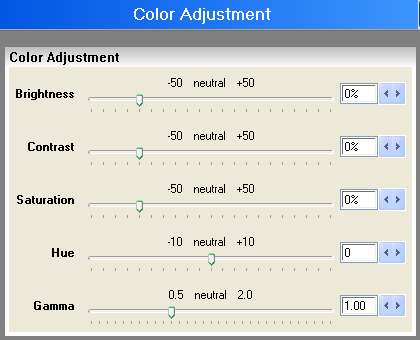 Color Adjustment
Color Adjustment
-50 neutral +50
Brightness 0%
-50 neutral +50
Contrast 0%
-50 neutral +50
Saturation 0%
-10 neutral +10
Hue 0
0.5 neutral 2.0
Gamma 1.00